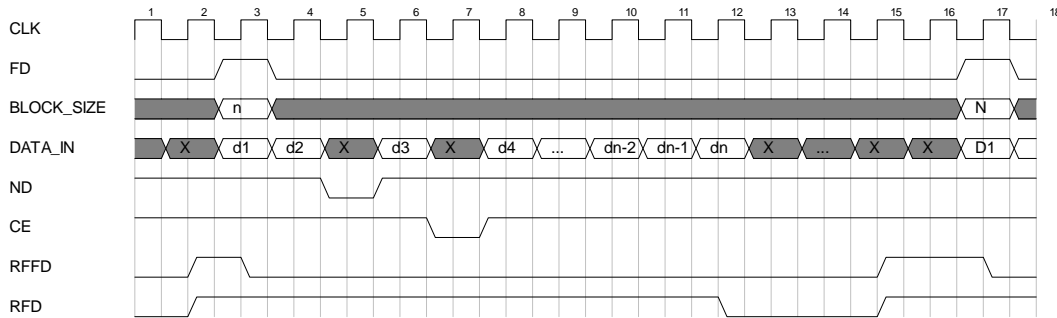 1 2 3 4 5 6 7 8 9 10 11 12 13 14 15 16 17 18
CLK
FD
BLOCK_SIZE n N
DATA_IN X d1 d2 X d3 X d4 ... dn-2 dn-1 dn X ... X X D1
ND
CE
RFFD
RFD